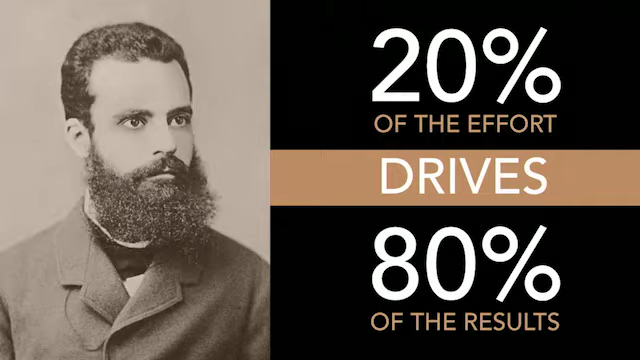 20%
OF THE EFFORT
DRIVES
80%
OF THE RESULTS